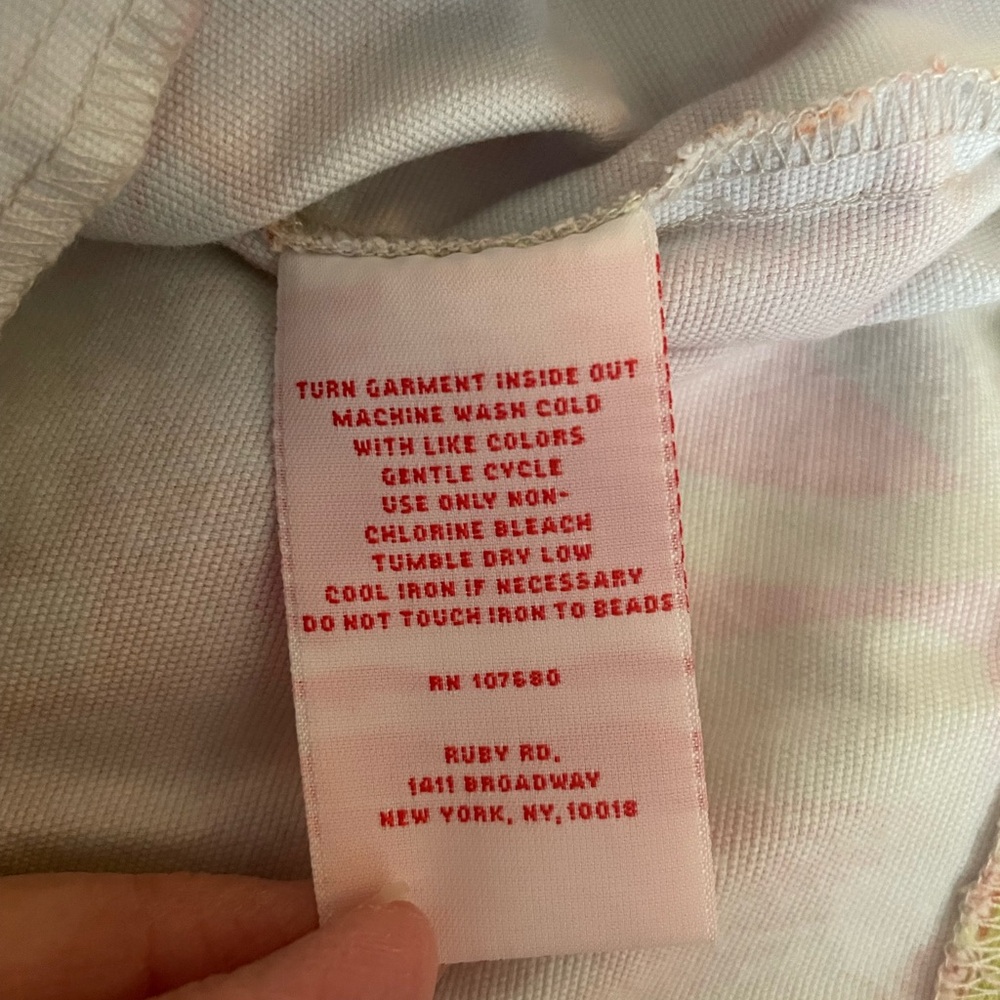 TURN GARMENT INSIDE OUT
MACHINE WASH COLD
WITH LIKE COLORS
GENTLE CYCLE
USE ONLY NON-
CHLORINE BLEACH
TUMBLE DRY LOW
COOL IRON IF NECESSARY
DO NOT TOUCH IRON TO BEADS
RN 107680
RUBY RD.
1411 BROADWAY
NEW YORK, NY, 10018